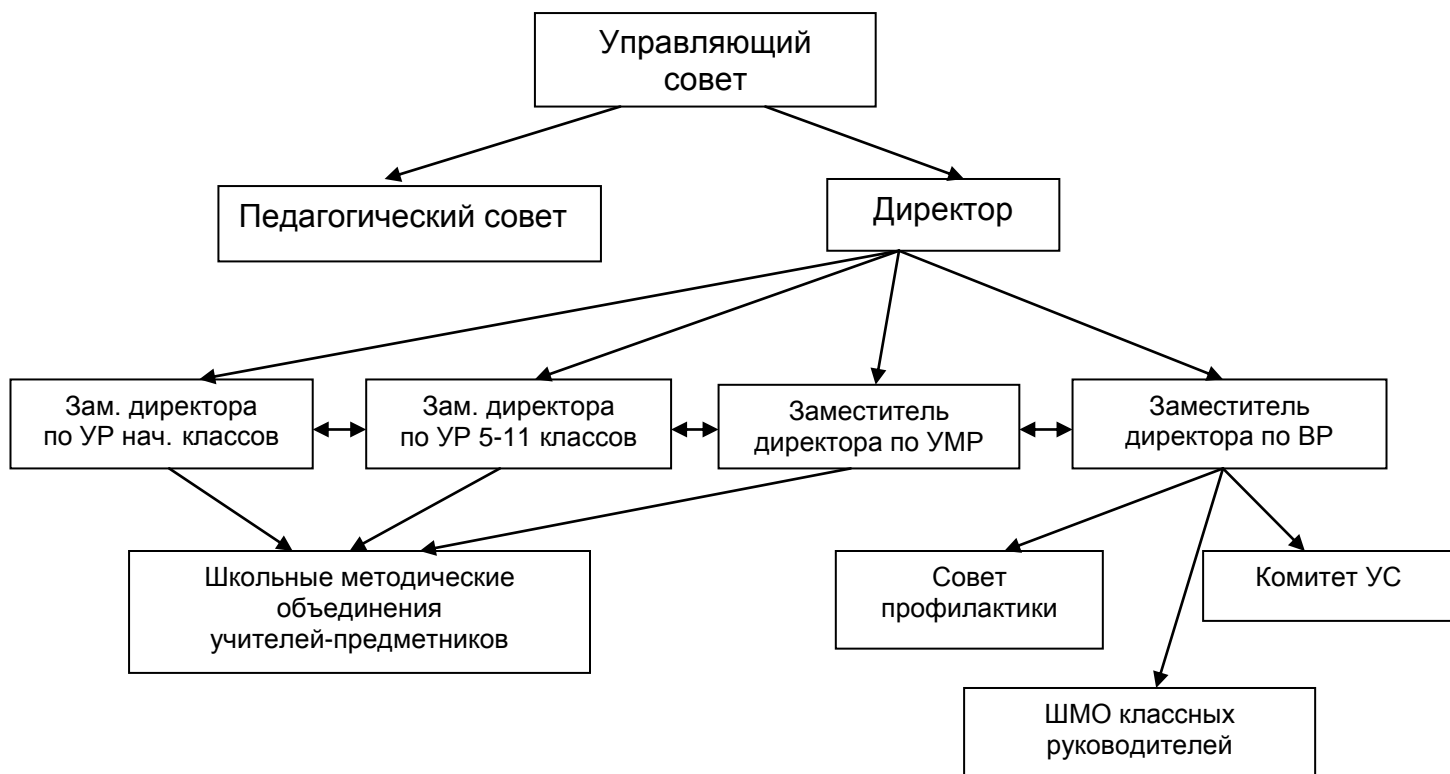 Управляющий
совет
Педагогический совет
Директор
Зам. директора
по УР нач. классов
Зам. директора
по УР 5-11 классов
Заместитель
директора по УМР
Заместитель
директора по ВР
Школьные методические
объединения
учителей-предметников
Совет
профилактики
Комитет УС
ШМО классных
руководителей